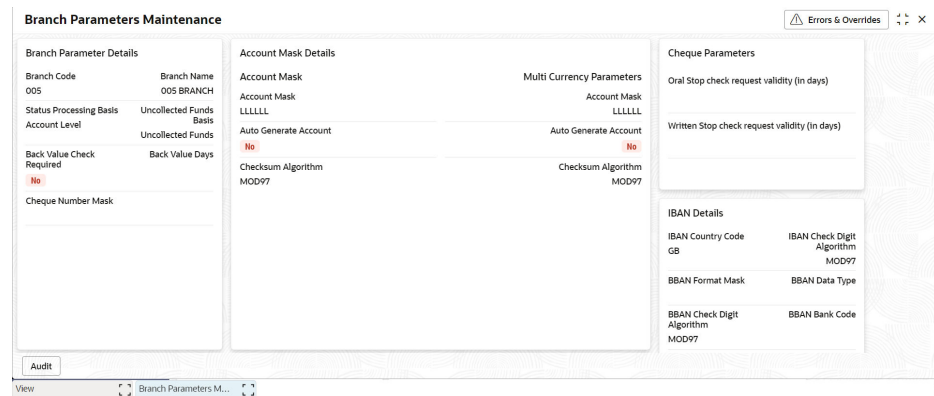 Branch Parameters Maintenance
Errors & Overrides
Branch Parameter Details
Branch Code
Branch Name
005
005 BRANCH
Status Processing Basis
Uncollected Funds
Basis
Account Level
Uncollected Funds
Back Value Check
Required
Back Value Days
No
Cheque Number Mask
Account Mask Details
Account Mask
Multi Currency Parameters
Account Mask
Account Mask
LLLLLL
LLLLLL
Auto Generate Account
Auto Generate Account
No
No
Checksum Algorithm
Checksum Algorithm
MOD97
MOD97
Cheque Parameters
Oral Stop check request validity (in days)
Written Stop check request validity (in days)
IBAN Details
IBAN Country Code
IBAN Check Digit
Algorithm
GB
MOD97
BBAN Format Mask
BBAN Data Type
BBAN Check Digit
Algorithm
BBAN Bank Code
MOD97
Audit
View
Branch Parameters M...